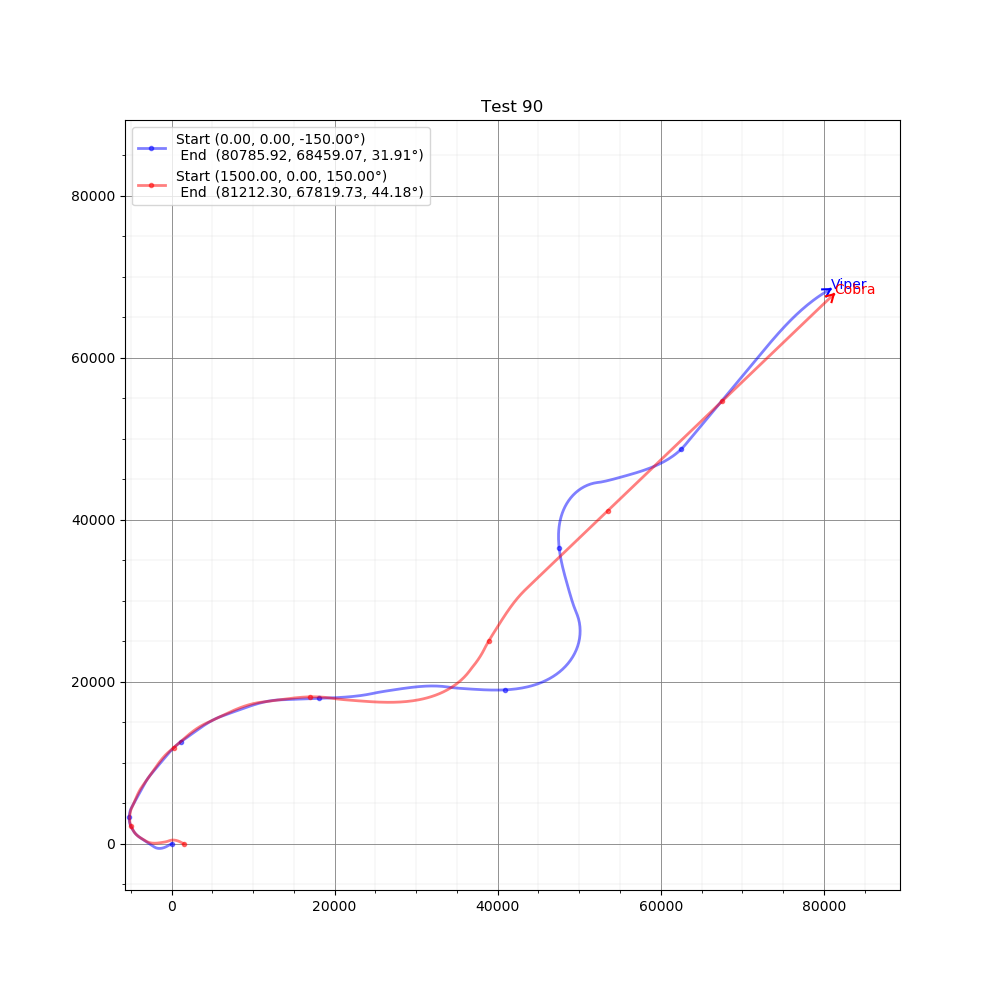 Test 90
Start (0.00, 0.00, -150.00°)
End  (80785.92, 68459.07, 31.91°)
Start (1500.00, 0.00, 150.00°)
End  (81212.30, 67819.73, 44.18°)
80000
Viper
Cobra
60000
40000
20000
0
0 20000 40000 60000 80000